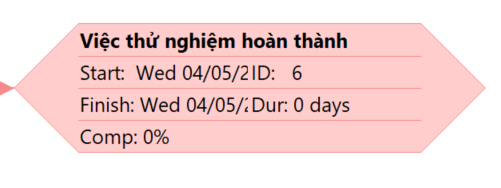 Việc thử nghiệm hoàn thành
Start: Wed 04/05/2 ID: 6
Finish: Wed 04/05/2 Dur: 0 days
Comp: 0%